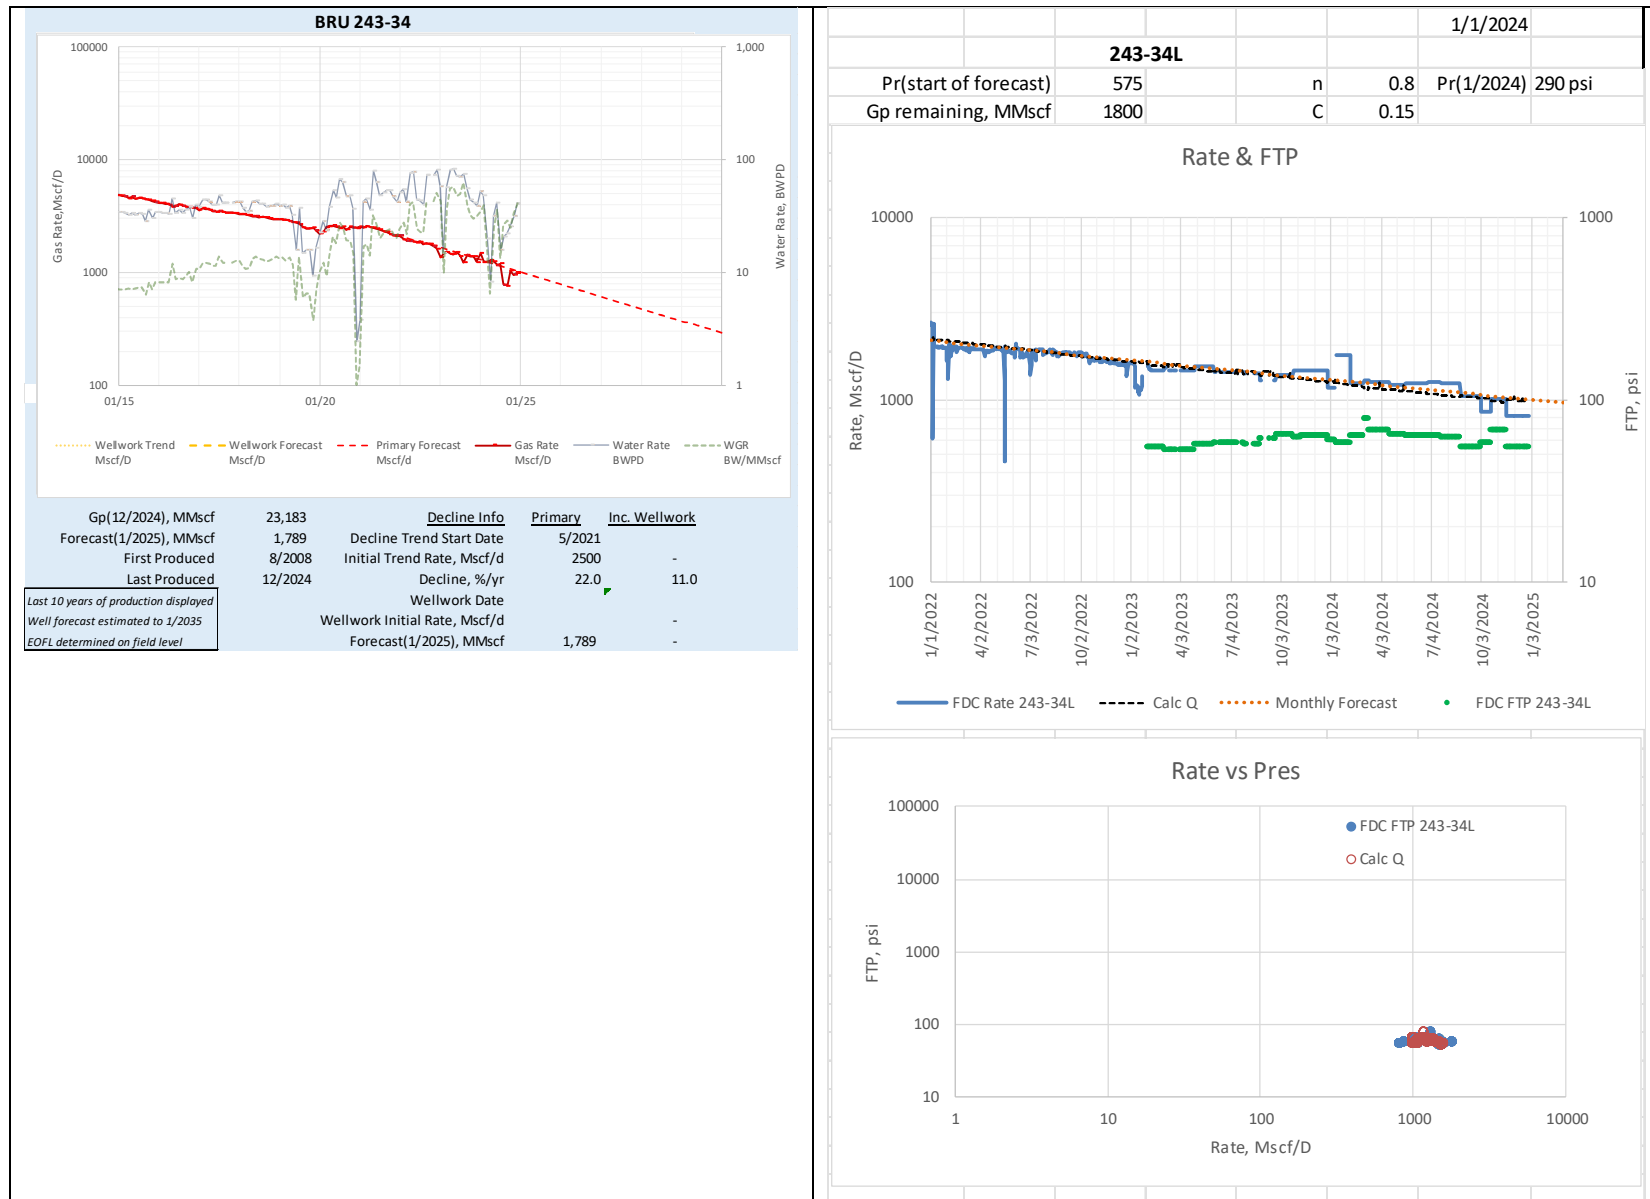 BRU 243-34
100000
10000
1000
100
1,000
100
10
1
Gas Rate,Mscf/D
Water Rate, BWPD
01/15
01/20
01/25
Wellwork Trend Mscf/D
Wellwork Forecast Mscf/D
Primary Forecast Mscf/d
Gas Rate Mscf/D
Water Rate BWPD
WGR BW/MMscf
Gp(12/2024), MMscf 23,183 Decline Info Primary Inc. Wellwork
Forecast(1/2025), MMscf 1,789 Decline Trend Start Date 5/2021
First Produced 8/2008 Initial Trend Rate, Mscf/d 2500 -
Last Produced 12/2024 Decline, %/yr 22.0 11.0
Last 10 years of production displayed Wellwork Date
Well forecast estimated to 1/2035 Wellwork Initial Rate, Mscf/d -
EOFL determined on field level Forecast(1/2025), MMscf 1,789 -
1/1/2024
243-34L
Pr(start of forecast) 575 n 0.8 Pr(1/2024) 290 psi
Gp remaining, MMscf 1800 C 0.15
Rate & FTP
10000
1000
100
1000
100
10
Rate, Mscf/D
FTP, psi
1/1/2022
4/2/2022
7/3/2022
10/2/2022
1/2/2023
4/3/2023
7/4/2023
10/3/2023
1/3/2024
4/3/2024
7/4/2024
10/3/2024
1/3/2025
FDC Rate 243-34L Calc Q Monthly Forecast FDC FTP 243-34L
Rate vs Pres
100000
10000
1000
100
10
FTP, psi
FDC FTP 243-34L
Calc Q
1 10 100 1000 10000
Rate, Mscf/D